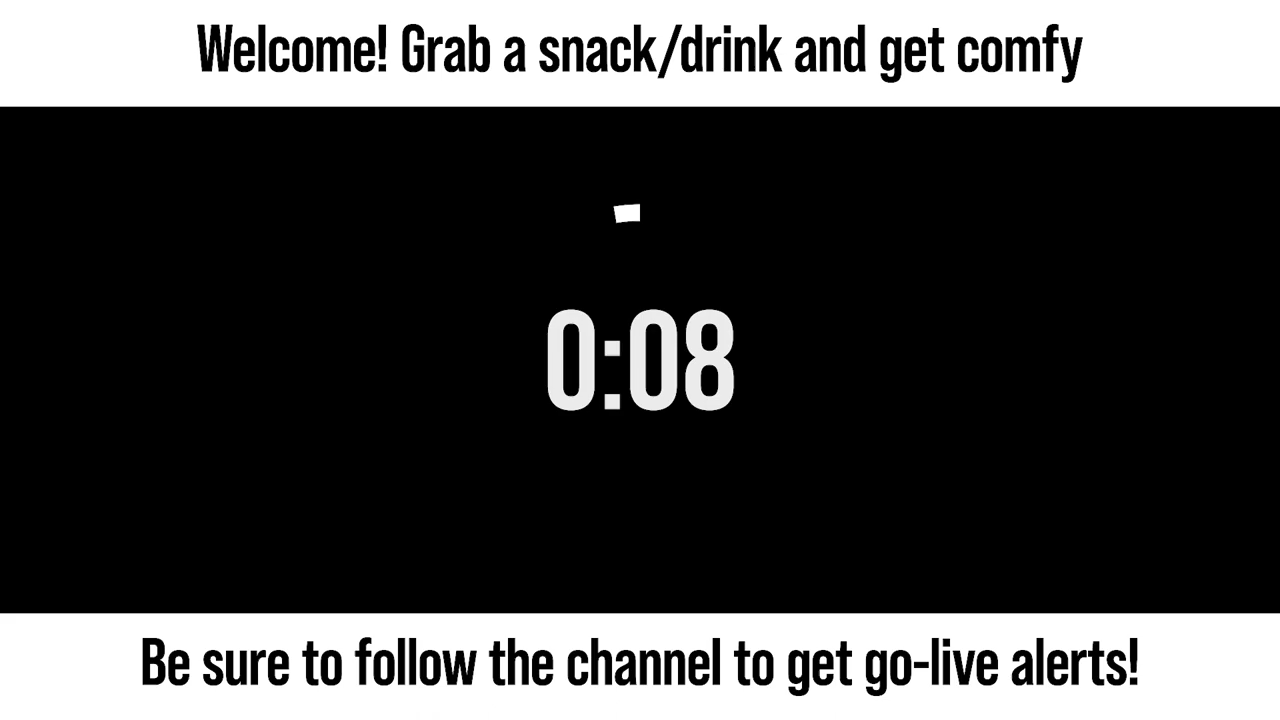 Welcome! Grab a snack/drink and get comfy
0:08
Be sure to follow the channel to get go-live alerts!